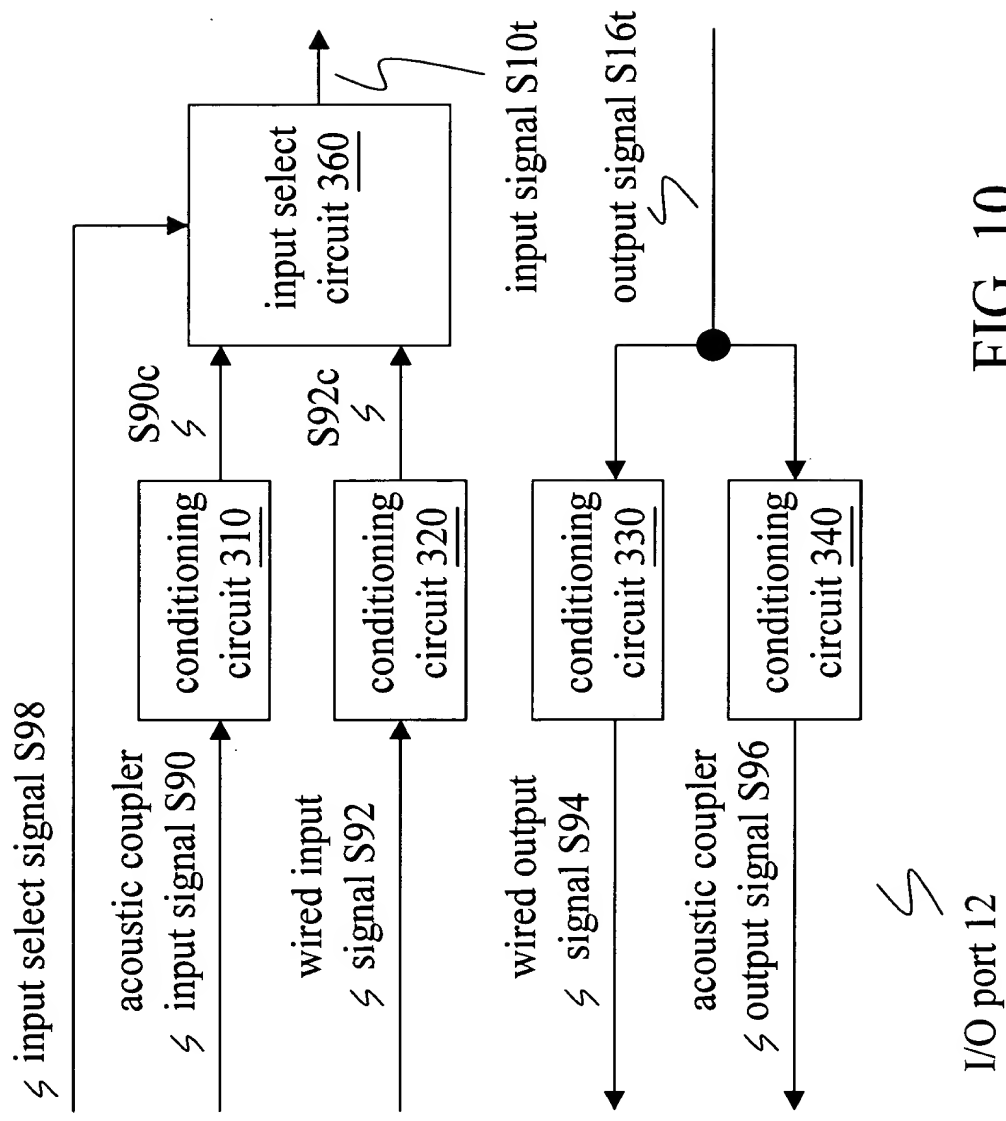 input select signal S98
acoustic coupler
input signal S90
conditioning
circuit 310
S90c
input select
circuit 360
wired input
signal S92
conditioning
circuit 320
S92c
input signal S10t
wired output
signal S94
conditioning
circuit 330
output signal S16t
acoustic coupler
output signal S96
conditioning
circuit 340
I/O port 12
FIG. 10